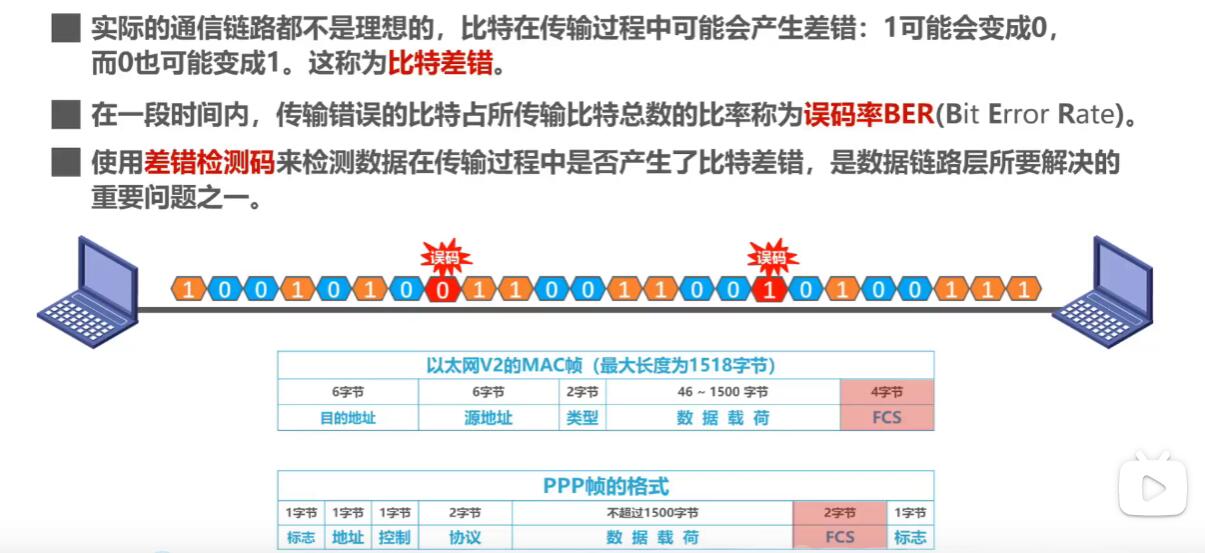 实际的通信链路都不是理想的，比特在传输过程中可能会产生差错：1可能会变成0，
而0也可能变成1。这称为比特差错。
在一段时间内，传输错误的比特占所传输比特总数的比率称为误码率BER(Bit Error Rate)。
使用差错检测码来检测数据在传输过程中是否产生了比特差错，是数据链路层所要解决的
重要问题之一。
误码 误码
1 0 0 1 0 1 0 0 1 1 0 0 1 1 0 0 1 0 1 0 0 1 1 1
以太网V2的MAC帧（最大长度为1518字节）
6字节 6字节 2字节 46 ~ 1500 字节 4字节
目的地址 源地址 类型 数 据 载 荷 FCS
PPP帧的格式
1字节 1字节 1字节 2字节 不超过1500字节 2字节 1字节
标志 地址 控制 协议 数 据 载 荷 FCS 标志